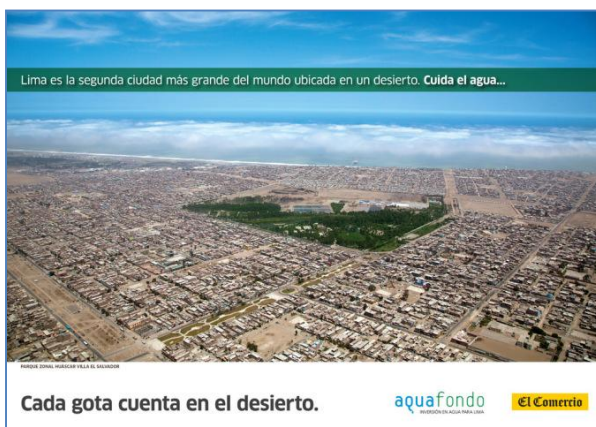 Lima es la segunda ciudad más grande del mundo ubicada en un desierto. Cuida el agua...
PARQUE ZONAL HUÁSCAR VILLA EL SALVADOR
Cada gota cuenta en el desierto.
aquafondo
INVERSIÓN EN AGUA PARA LIMA
El Comercio